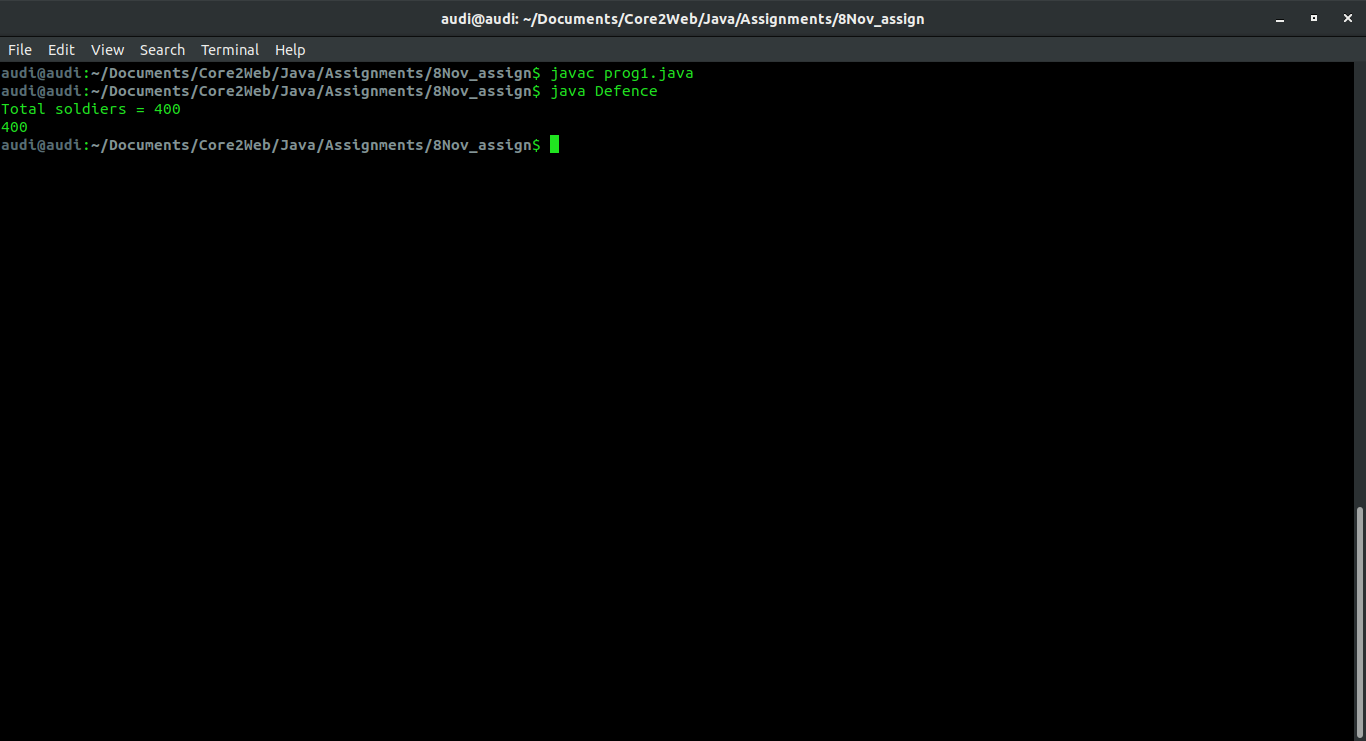 audi@audi: ~/Documents/Core2Web/Java/Assignments/8Nov_assign
File Edit View Search Terminal Help
audi@audi:~/Documents/Core2Web/Java/Assignments/8Nov_assign$ javac prog1.java
audi@audi:~/Documents/Core2Web/Java/Assignments/8Nov_assign$ java Defence
Total soldiers = 400
400
audi@audi:~/Documents/Core2Web/Java/Assignments/8Nov_assign$